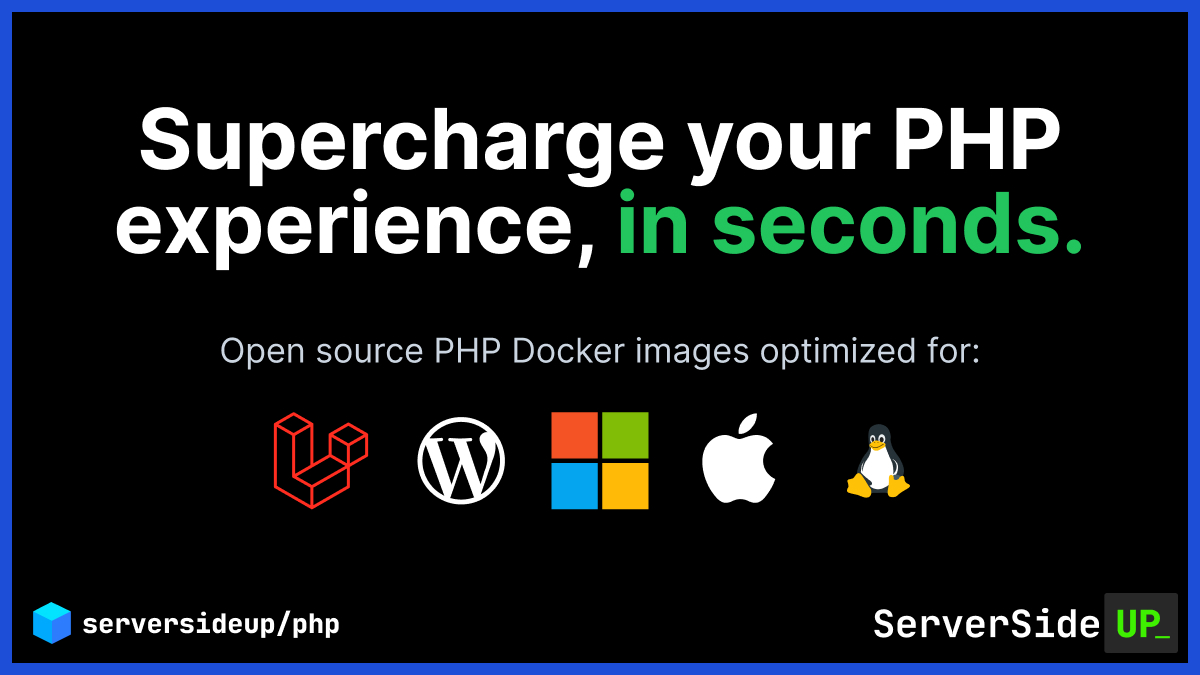 Supercharge your PHP
experience, in seconds.
Open source PHP Docker images optimized for:
serversideup/php
ServerSide UP_